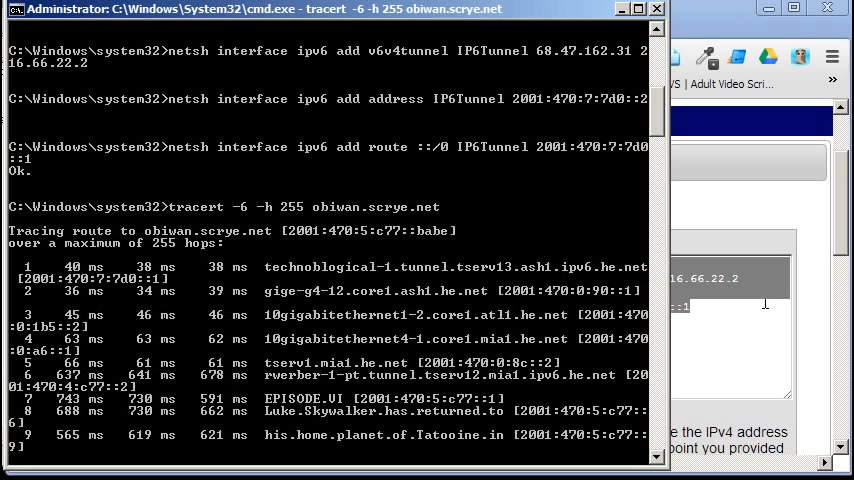 Administrator: C:\Windows\System32\cmd.exe - tracert  -6 -h 255 obiwan.scrye.net
C:\Windows\system32>netsh interface ipv6 add v6v4tunnel IP6Tunnel 68.47.162.31 2
16.66.22.2
C:\Windows\system32>netsh interface ipv6 add address IP6Tunnel 2001:470:7:7d0::2
C:\Windows\system32>netsh interface ipv6 add route ::/0 IP6Tunnel 2001:470:7:7d0
::1
Ok.
C:\Windows\system32>tracert -6 -h 255 obiwan.scrye.net
Tracing route to obiwan.scrye.net [2001:470:5:c77::babe]
over a maximum of 255 hops:
1    40 ms    38 ms    38 ms  technoblogical-1.tunnel.tserv13.ash1.ipv6.he.net
[2001:470:7:7d0::1]
2    36 ms    34 ms    39 ms  gige-g4-12.core1.ash1.he.net [2001:470:0:90::1]
3    45 ms    46 ms    46 ms  10gigabitethernet1-2.core1.atl1.he.net [2001:470
:0:1b5::2]
4    63 ms    63 ms    62 ms  10gigabitethernet4-1.core1.mia1.he.net [2001:470
:0:a6::1]
5    66 ms    61 ms    61 ms  tserv1.mia1.he.net [2001:470:0:8c::2]
6   637 ms   641 ms   678 ms  rwerber-1-pt.tunnel.tserv12.mia1.ipv6.he.net [20
01:470:4:c77::2]
7   743 ms   730 ms   591 ms  EPISODE.VI [2001:470:5:c77::1]
8   688 ms   730 ms   662 ms  Luke.Skywalker.has.returned.to [2001:470:5:c77::
6]
9   565 ms   619 ms   621 ms  his.home.planet.of.Tatooine.in [2001:470:5:c77::
9]
WS | Adult Video Scri...
»
16.66.22.2
::1
e the IPv4 address
point you provided